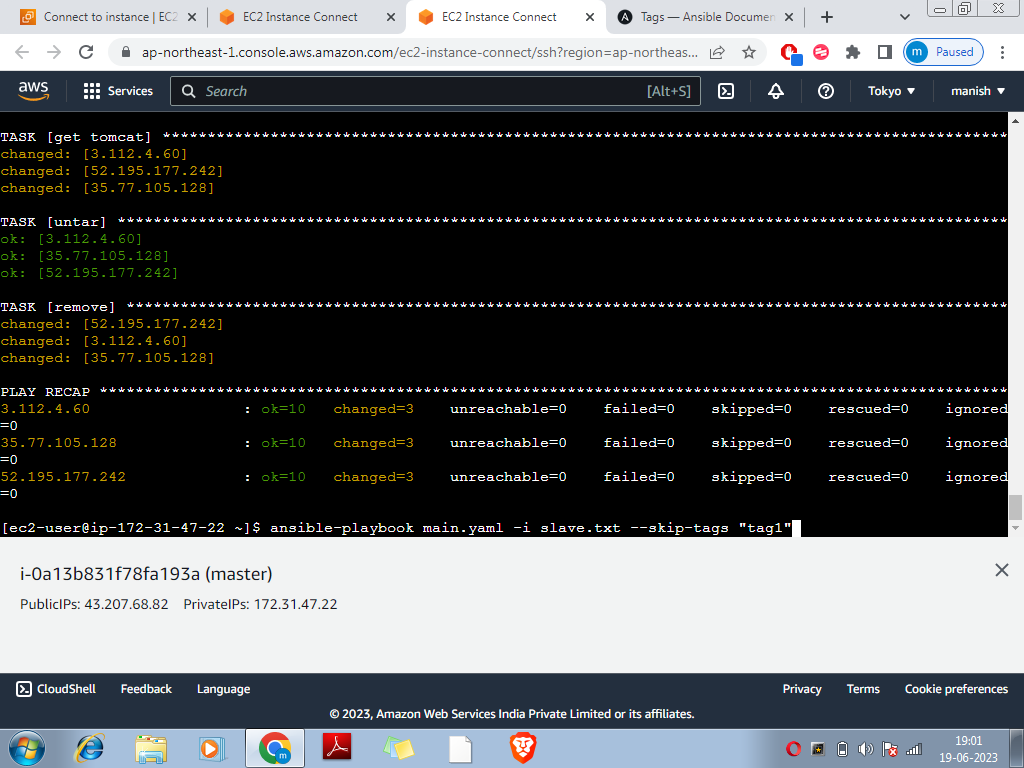 Connect to instance | EC2
EC2 Instance Connect
EC2 Instance Connect
Tags — Ansible Documen
ap-northeast-1.console.aws.amazon.com/ec2-instance-connect/ssh?region=ap-northeas...
m Paused
aws
Services
Search
[Alt+S]
Tokyo ▼
manish ▼
TASK [get tomcat] **********************************************************************************************
changed: [3.112.4.60]
changed: [52.195.177.242]
changed: [35.77.105.128]
TASK [untar] ***************************************************************************************************
ok: [3.112.4.60]
ok: [35.77.105.128]
ok: [52.195.177.242]
TASK [remove] **************************************************************************************************
changed: [52.195.177.242]
changed: [3.112.4.60]
changed: [35.77.105.128]
PLAY RECAP *****************************************************************************************************
3.112.4.60 : ok=10 changed=3 unreachable=0 failed=0 skipped=0 rescued=0 ignored
=0
35.77.105.128 : ok=10 changed=3 unreachable=0 failed=0 skipped=0 rescued=0 ignored
=0
52.195.177.242 : ok=10 changed=3 unreachable=0 failed=0 skipped=0 rescued=0 ignored
=0
[ec2-user@ip-172-31-47-22 ~]$ ansible-playbook main.yaml -i slave.txt --skip-tags "tag1"
i-0a13b831f78fa193a (master)
PublicIPs: 43.207.68.82 PrivateIPs: 172.31.47.22
CloudShell Feedback Language Privacy Terms Cookie preferences
© 2023, Amazon Web Services India Private Limited or its affiliates.
19:01
19-06-2023